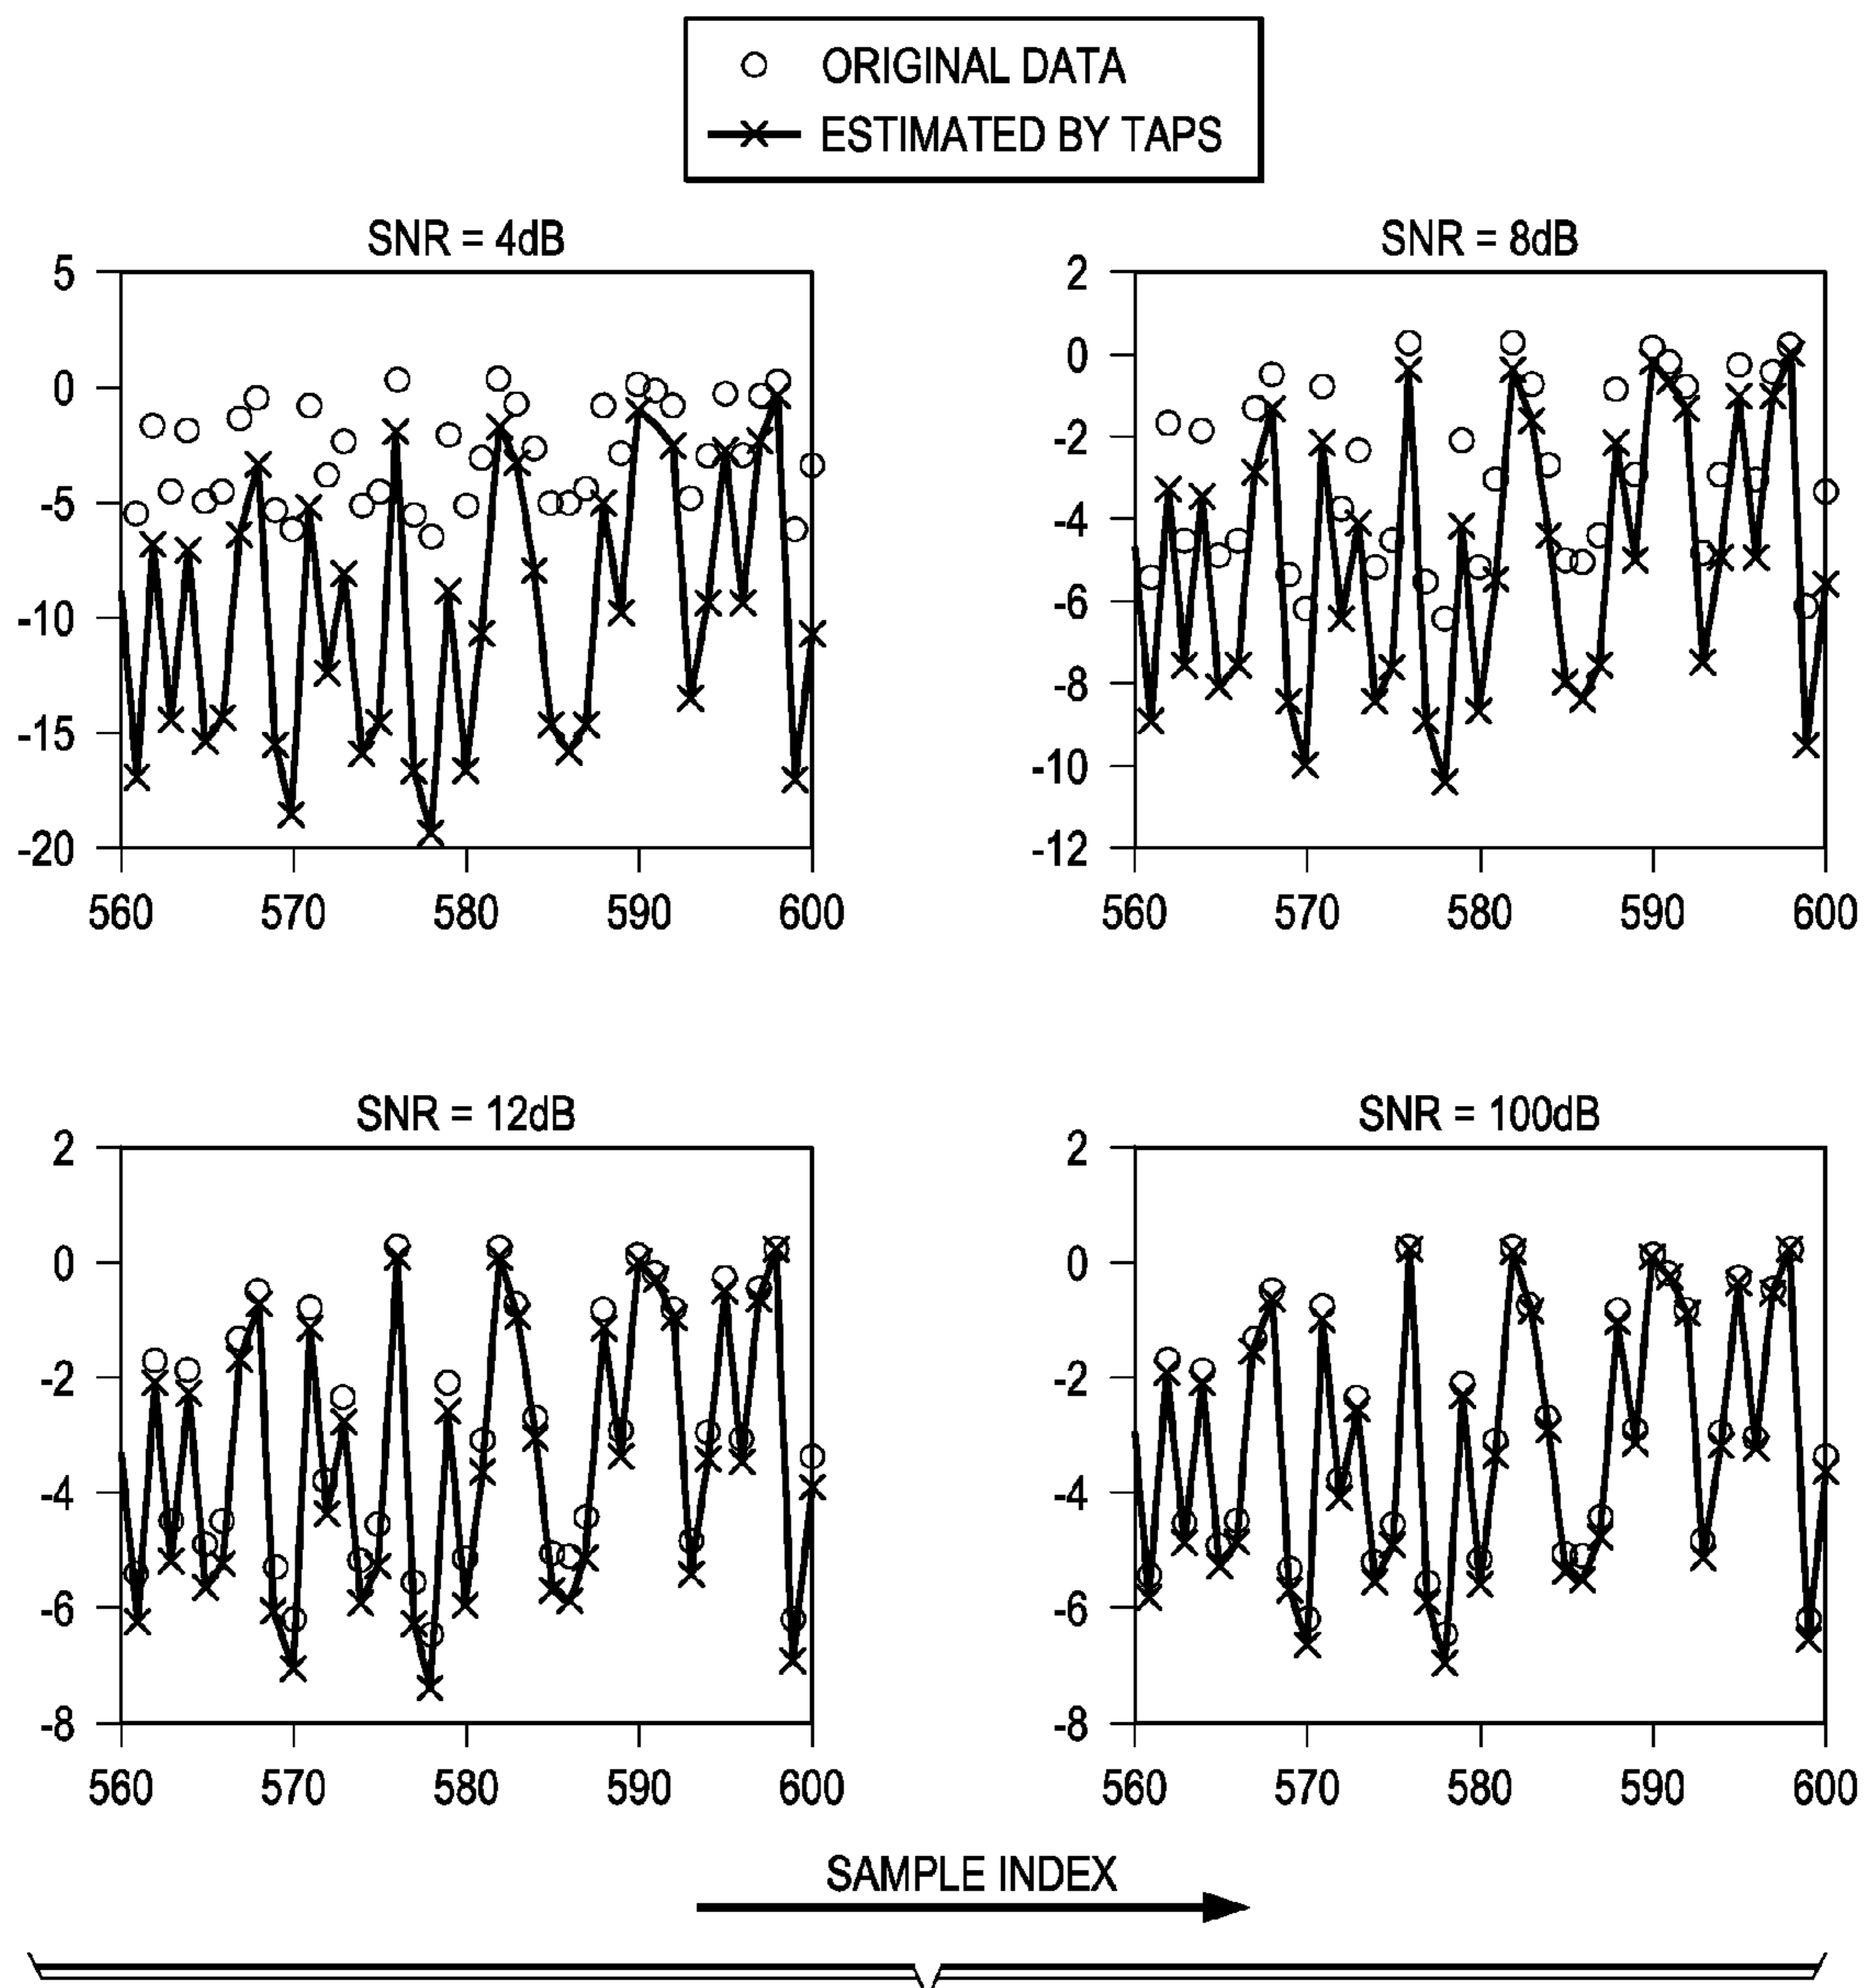 ORIGINAL DATA
ESTIMATED BY TAPS
SNR = 4dB
5
0
-5
-10
-15
-20
560 570 580 590 600
SNR = 8dB
2
0
-2
-4
-6
-8
-10
-12
560 570 580 590 600
SNR = 12dB
2
0
-2
-4
-6
-8
560 570 580 590 600
SNR = 100dB
2
0
-2
-4
-6
-8
560 570 580 590 600
SAMPLE INDEX